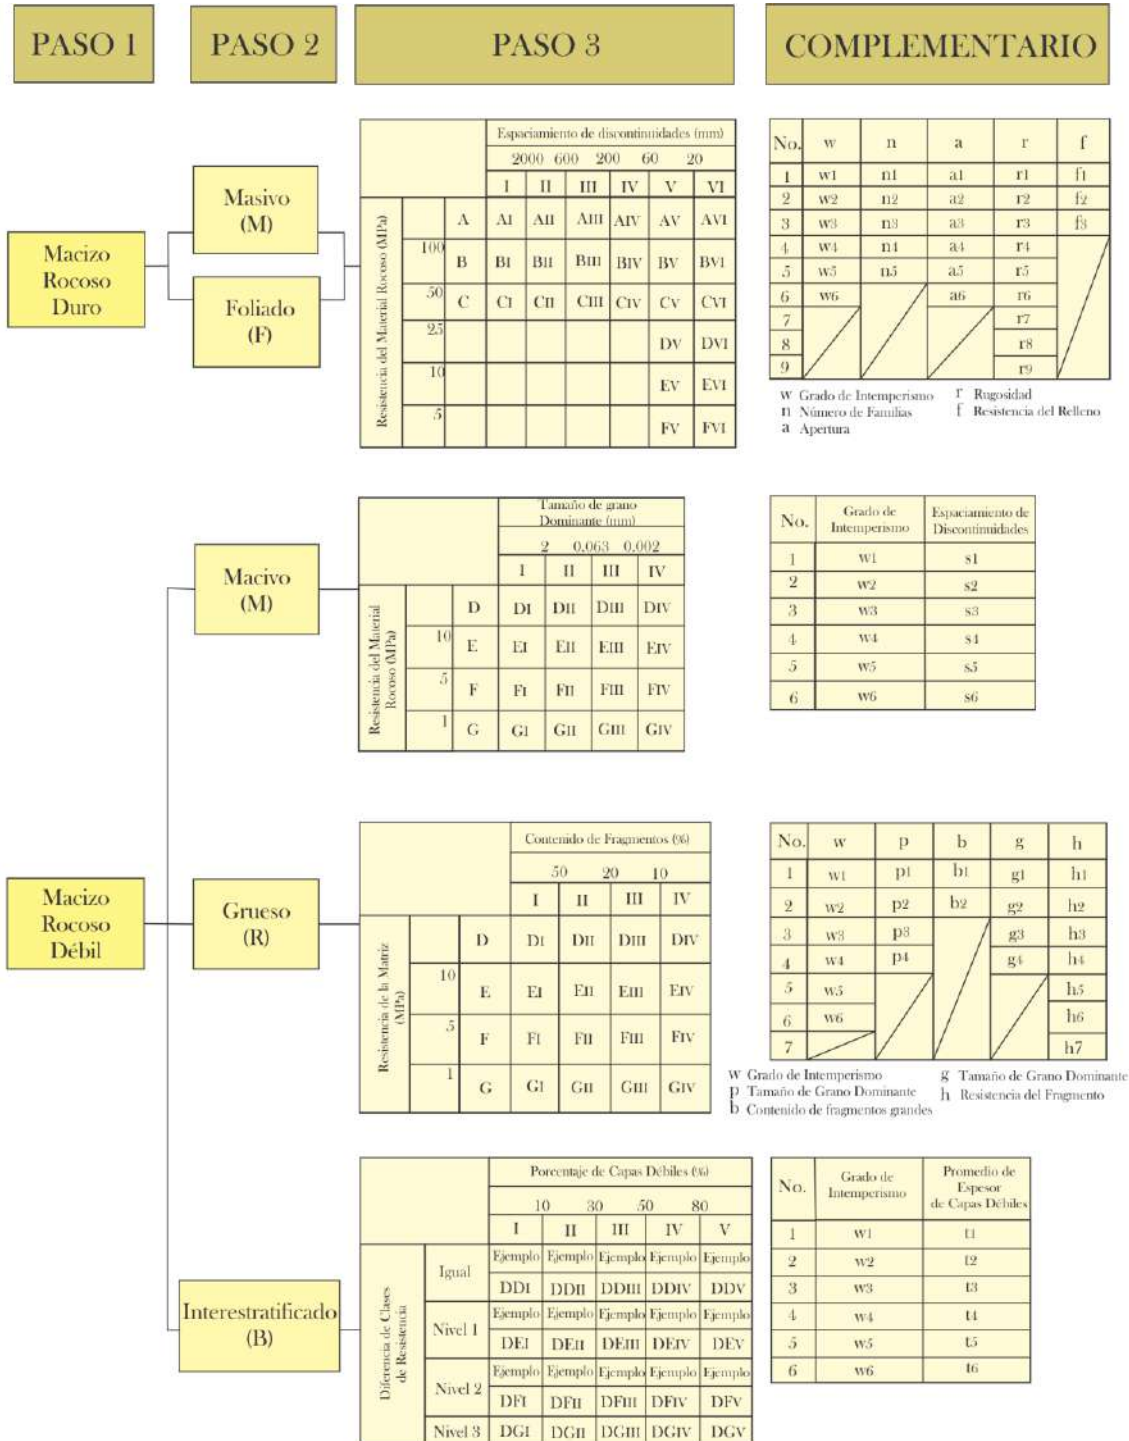 PASO 1 PASO 2 PASO 3 COMPLEMENTARIO
Macizo
Rocoso
Duro
Masivo
(M)
Foliado
(F)
Espaciamiento de discontinuidades (mm)
2000 600 200 60 20
I II III IV V VI
Resistencia del Material Rocoso (MPa)
A AI AII AIII AIV AV AVI
100
B BI BII BIII BIV BV BVI
50
C CI CII CIII CIV CV CVI
25
DV DVI
10
EV EVI
5
FV FVI
No. w n a r f
1 w1 n1 a1 r1 f1
2 w2 n2 a2 r2 f2
3 w3 n3 a3 r3 f3
4 w4 n4 a4 r4
5 w5 n5 a5 r5
6 w6 a6 r6
7 r7
8 r8
9 r9
w Grado de Intemperismo r Rugosidad
n Número de Familias f Resistencia del Relleno
a Apertura
Macivo
(M)
Tamaño de grano
Dominante (mm)
2 0.063 0.002
I II III IV
Resistencia del Material
Rocoso (MPa)
D DI DII DIII DIV
10
E EI EII EIII EIV
5
F FI FII FIII FIV
1
G GI GII GIII GIV
No. Grado de Intemperismo Espaciamiento de Discontinuidades
1 w1 s1
2 w2 s2
3 w3 s3
4 w4 s4
5 w5 s5
6 w6 s6
Macizo
Rocoso
Débil
Grueso
(R)
Contenido de Fragmentos (%)
50 20 10
I II III IV
Resistencia de la Matriz
(MPa)
D DI DII DIII DIV
10
E EI EII EIII EIV
5
F FI FII FIII FIV
1
G GI GII GIII GIV
No. w p b g h
1 w1 p1 b1 g1 h1
2 w2 p2 b2 g2 h2
3 w3 p3 g3 h3
4 w4 p4 g4 h4
5 w5 h5
6 w6 h6
7 h7
w Grado de Intemperismo g Tamaño de Grano Dominante
p Tamaño de Grano Dominante h Resistencia del Fragmento
b Contenido de fragmentos grandes
Interestratificado
(B)
Porcentaje de Capas Débiles (%)
10 30 50 80
I II III IV V
Diferencia de Clases
de Resistencia
Igual
Ejemplo Ejemplo Ejemplo Ejemplo Ejemplo
DDI DDII DDIII DDIV DDV
Nivel 1
Ejemplo Ejemplo Ejemplo Ejemplo Ejemplo
DEI DEII DEIII DEIV DEV
Nivel 2
Ejemplo Ejemplo Ejemplo Ejemplo Ejemplo
DFI DFII DFIII DFIV DFV
Nivel 3 DGI DGII DGIII DGIV DGV
No. Grado de Intemperismo Promedio de Espesor de Capas Débiles
1 w1 t1
2 w2 t2
3 w3 t3
4 w4 t4
5 w5 t5
6 w6 t6